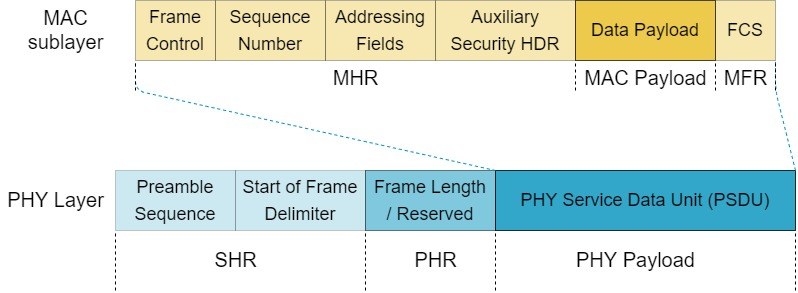 MAC
sublayer
Frame
Control
Sequence
Number
Addressing
Fields
Auxiliary
Security HDR
Data Payload
FCS
MHR
MAC Payload
MFR
PHY Layer
Preamble
Sequence
Start of Frame
Delimiter
Frame Length
/ Reserved
PHY Service Data Unit (PSDU)
SHR
PHR
PHY Payload